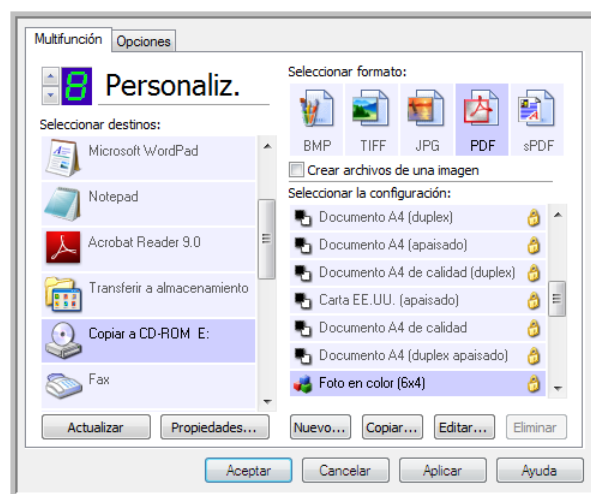 Multifunción Opciones
8 Personaliz.
Seleccionar destinos:
Microsoft WordPad
Notepad
Acrobat Reader 9.0
Transferir a almacenamiento
Copiar a CD-ROM E:
Fax
Actualizar Propiedades...
Seleccionar formato:
BMP TIFF JPG PDF sPDF
Crear archivos de una imagen
Seleccionar la configuración:
Documento A4 (duplex)
Documento A4 (apaisado)
Documento A4 de calidad (duplex)
Carta EE.UU. (apaisado)
Documento A4 de calidad
Documento A4 (duplex apaisado)
Foto en color (6x4)
Nuevo... Copiar... Editar... Eliminar
Aceptar Cancelar Aplicar Ayuda